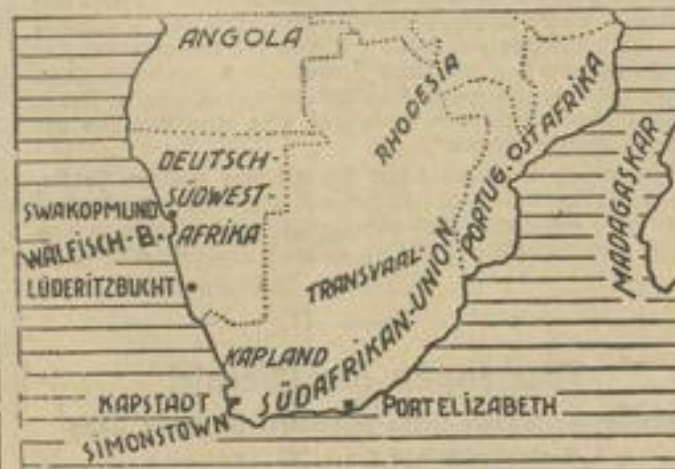 ANGOLA
RHODESIA
PORTUG. OSTAFRIKA
MADAGASKAR
DEUTSCH-
SÜDWEST-
AFRIKA
SWAKOPMUND
WALFISCH-B.
LÜDERITZBUCHT
TRANSVAAL
SÜDAFRIKAN.-UNION
KAPLAND
KAPSTADT
SIMONSTOWN
PORT ELIZABETH